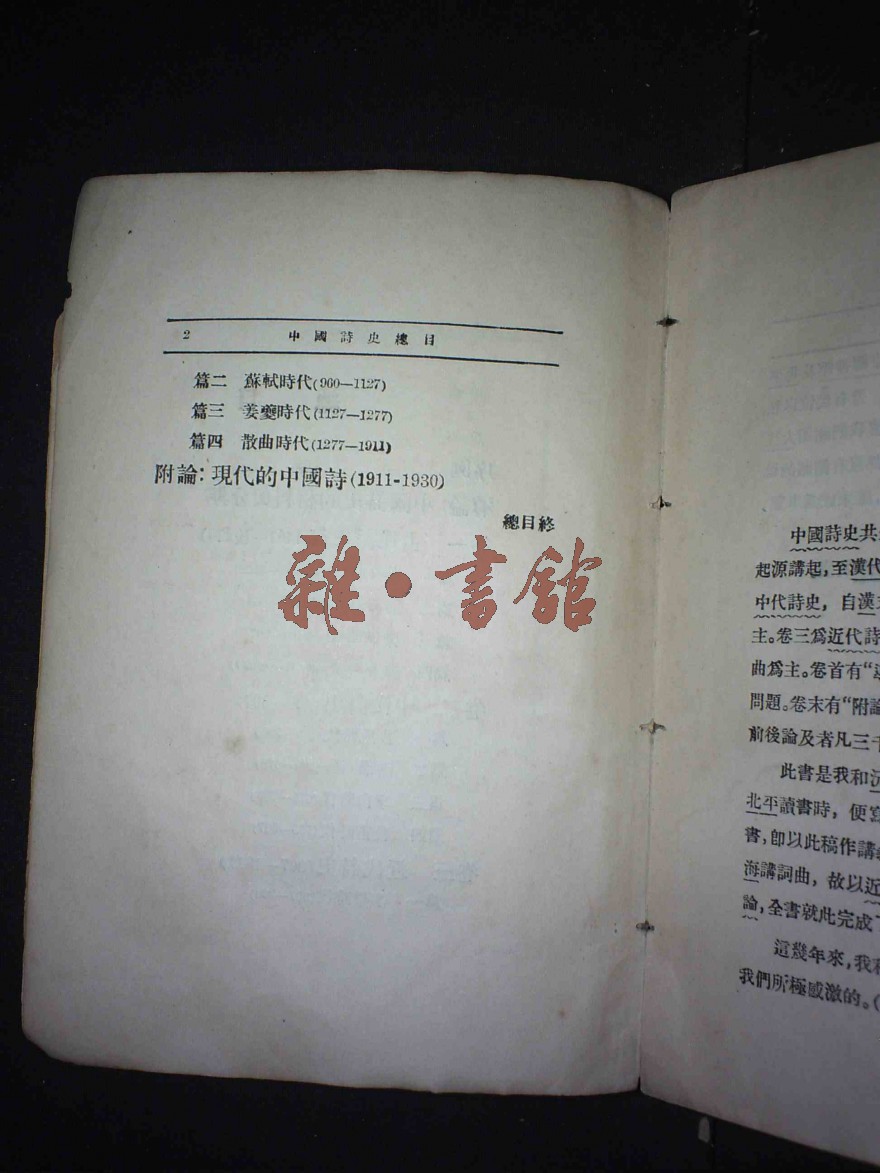 2 中國詩史總目
篇二 蘇軾時代(960—1127)
篇三 姜夔時代(1127—1277)
篇四 散曲時代(1277—1911)
附論：現代的中國詩(1911-1930)
總目終
雜·書館
中國詩史共
起源講起，至漢代
中代詩史，自漢
主。卷三爲近代詩
曲爲主。卷首有“
問題。卷末有“附論
前後論及者凡三
此書是我和
北平讀書時，便
書，卽以此稿作講
海講詞曲，故以近
論，全書就此完成
這幾年來，我
我們所極感激的。(